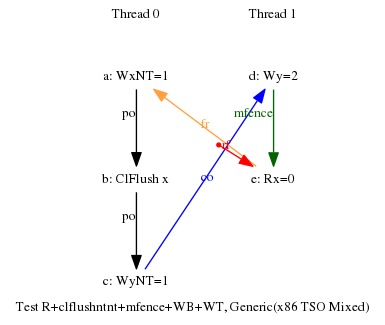 Thread 0 Thread 1
a: WxNT=1 d: Wy=2
po mfence
fr
rf
b: ClFlush x e: Rx=0
co
po
c: WyNT=1
Test R+clflushntnt+mfence+WB+WT, Generic(x86 TSO Mixed)